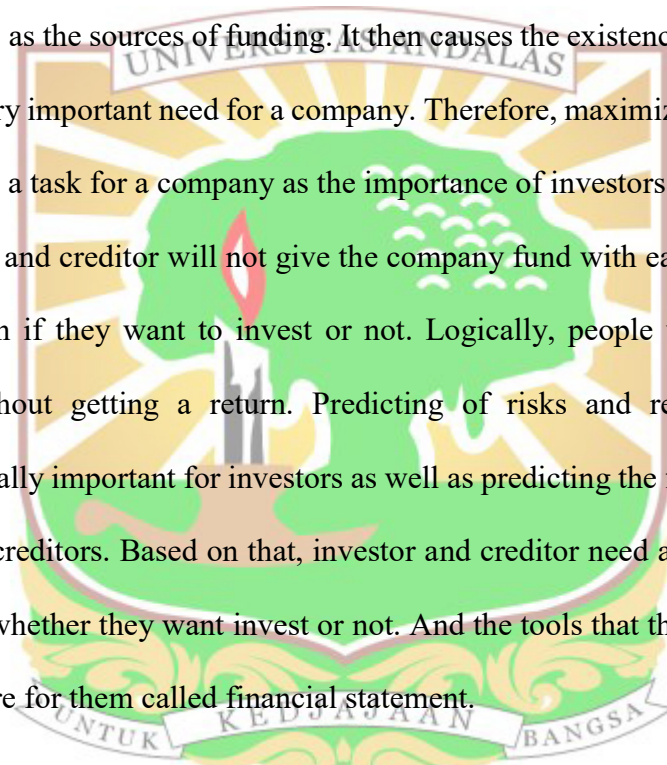 as the sources of funding. It then causes the existenc
UNIVERSITAS ANDALAS
ry important need for a company. Therefore, maximiz
a task for a company as the importance of investors
and creditor will not give the company fund with ea
if they want to invest or not. Logically, people
hout getting a return. Predicting of risks and re
ally important for investors as well as predicting the
creditors. Based on that, investor and creditor need a
whether they want invest or not. And the tools that th
re for them called financial statement.
UNTUK KEDJAJAAN BANGSA